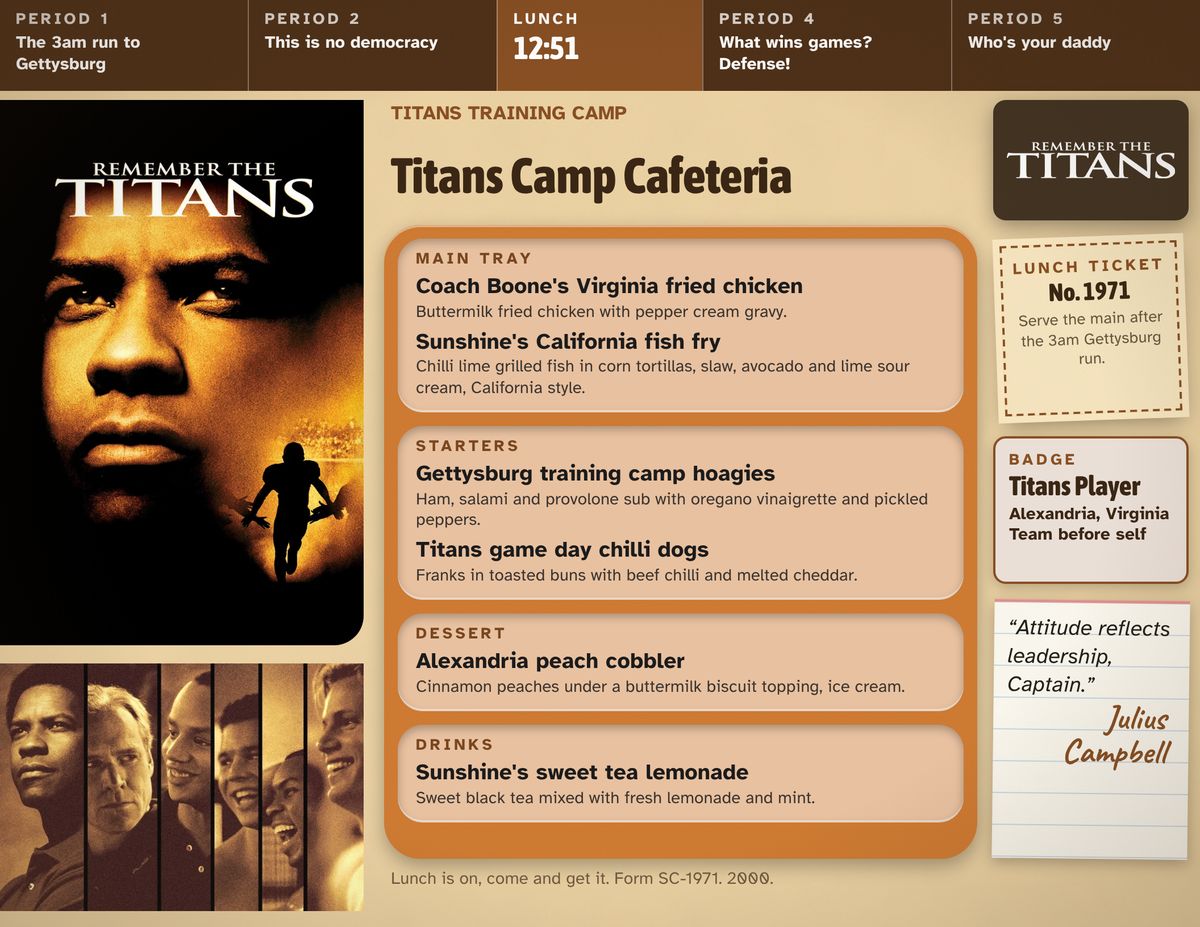 PERIOD 1
The 3am run to
Gettysburg
PERIOD 2
This is no democracy
LUNCH
12:51
PERIOD 4
What wins games?
Defense!
PERIOD 5
Who's your daddy
REMEMBER THE
TITANS
TITANS TRAINING CAMP
Titans Camp Cafeteria
MAIN TRAY
Coach Boone's Virginia fried chicken
Buttermilk fried chicken with pepper cream gravy.
Sunshine's California fish fry
Chilli lime grilled fish in corn tortillas, slaw, avocado and lime sour
cream, California style.
STARTERS
Gettysburg training camp hoagies
Ham, salami and provolone sub with oregano vinaigrette and pickled
peppers.
Titans game day chilli dogs
Franks in toasted buns with beef chilli and melted cheddar.
DESSERT
Alexandria peach cobbler
Cinnamon peaches under a buttermilk biscuit topping, ice cream.
DRINKS
Sunshine's sweet tea lemonade
Sweet black tea mixed with fresh lemonade and mint.
Lunch is on, come and get it. Form SC-1971. 2000.
REMEMBER THE
TITANS
LUNCH TICKET
No. 1971
Serve the main after
the 3am Gettysburg
run.
BADGE
Titans Player
Alexandria, Virginia
Team before self
“Attitude reflects
leadership,
Captain.”
Julius
Campbell